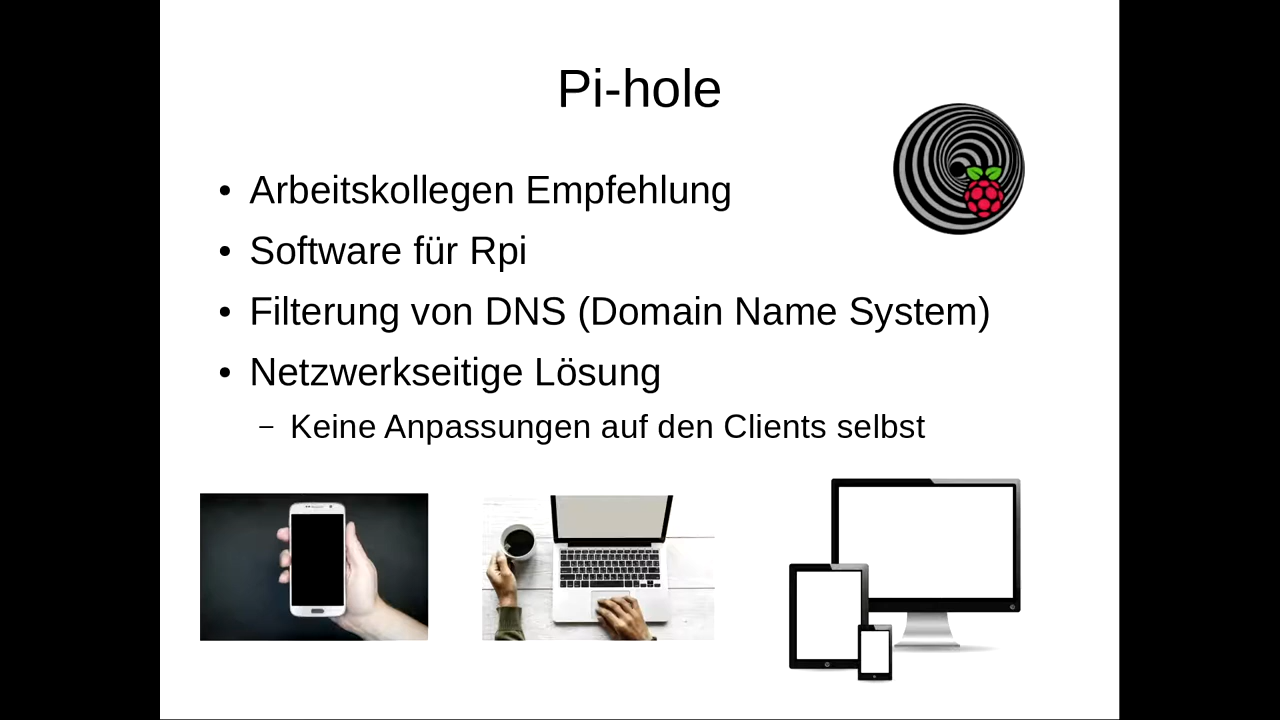 Pi-hole
• Arbeitskollegen Empfehlung
• Software für Rpi
• Filterung von DNS (Domain Name System)
• Netzwerkseitige Lösung
– Keine Anpassungen auf den Clients selbst